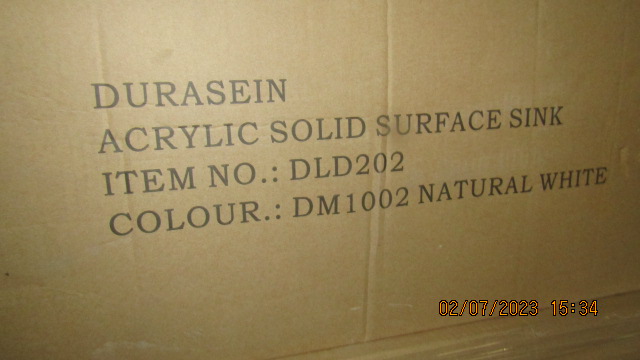 DURASEIN
ACRYLIC SOLID SURFACE SINK
ITEM NO.: DLD202
COLOUR.: DM1002 NATURAL WHITE
02/07/2023 15:34